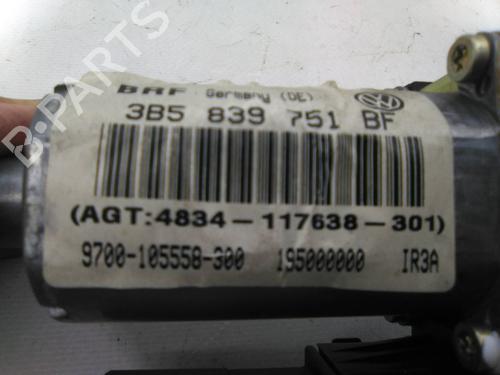 BRF Germany (DE)
3B5 839 751 BF
(AGT:4834-117638-301)
9700-105558-300 195000000 IR3A
B-PARTS